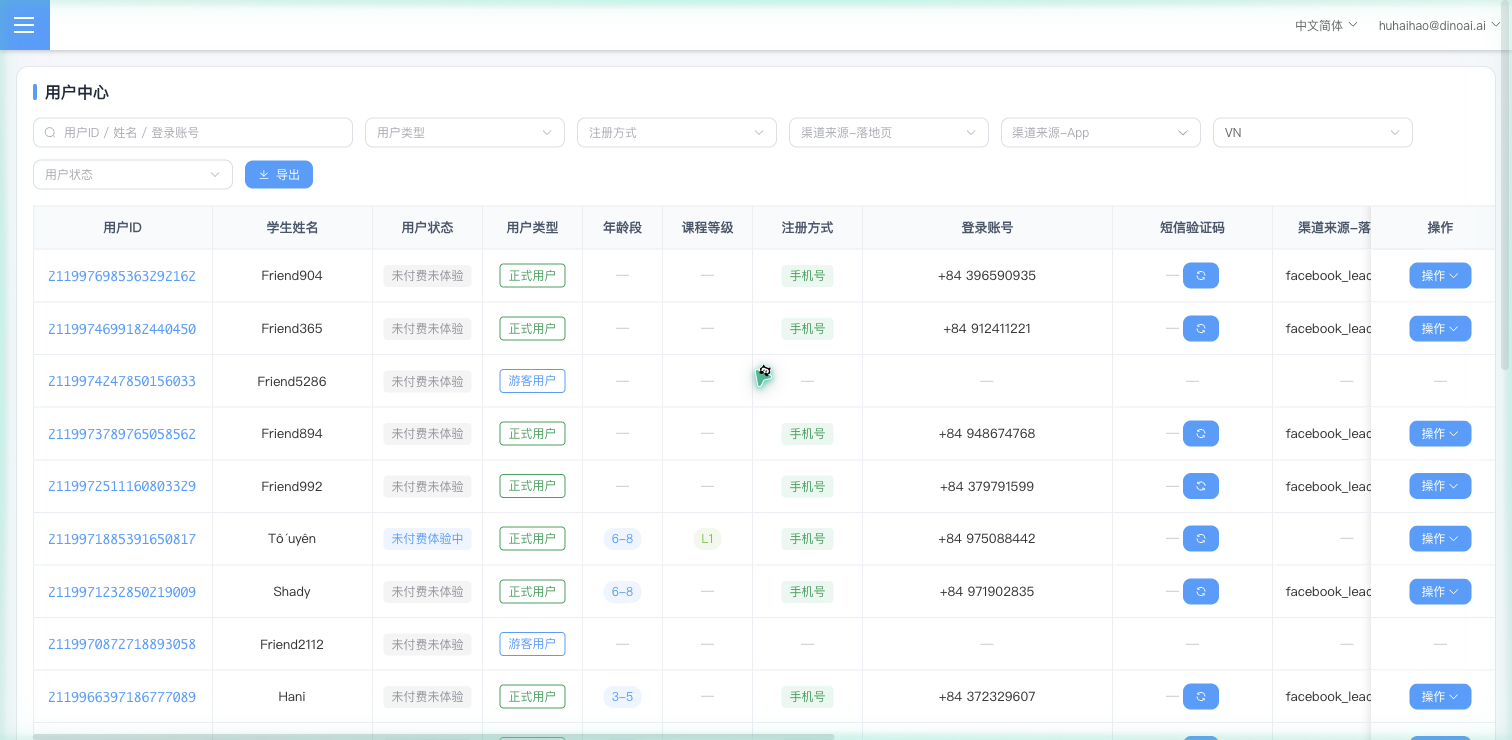 中文简体
huhaihao@dinoai.ai
用户中心
用户ID / 姓名 / 登录账号
用户类型
注册方式
渠道来源-落地页
渠道来源-App
VN
用户状态
导出
用户ID 学生姓名 用户状态 用户类型 年龄段 课程等级 注册方式 登录账号 短信验证码 渠道来源-落 操作
2119976985363292162 Friend904 未付费未体验 正式用户 — — 手机号 +84 396590935 — facebook_lead 操作
2119974699182440450 Friend365 未付费未体验 正式用户 — — 手机号 +84 912411221 — facebook_lead 操作
2119974247850156033 Friend5286 未付费未体验 游客用户 — — — — — — —
2119973789765058562 Friend894 未付费未体验 正式用户 — — 手机号 +84 948674768 — facebook_lead 操作
2119972511160803329 Friend992 未付费未体验 正式用户 — — 手机号 +84 379791599 — facebook_lead 操作
2119971885391650817 Tô´uyên 未付费体验中 正式用户 6-8 L1 手机号 +84 975088442 — — 操作
2119971232850219009 Shady 未付费未体验 正式用户 6-8 — 手机号 +84 971902835 — facebook_lead 操作
2119970872718893058 Friend2112 未付费未体验 游客用户 — — — — — — —
2119966397186777089 Hani 未付费未体验 正式用户 3-5 — 手机号 +84 372329607 — facebook_lead 操作